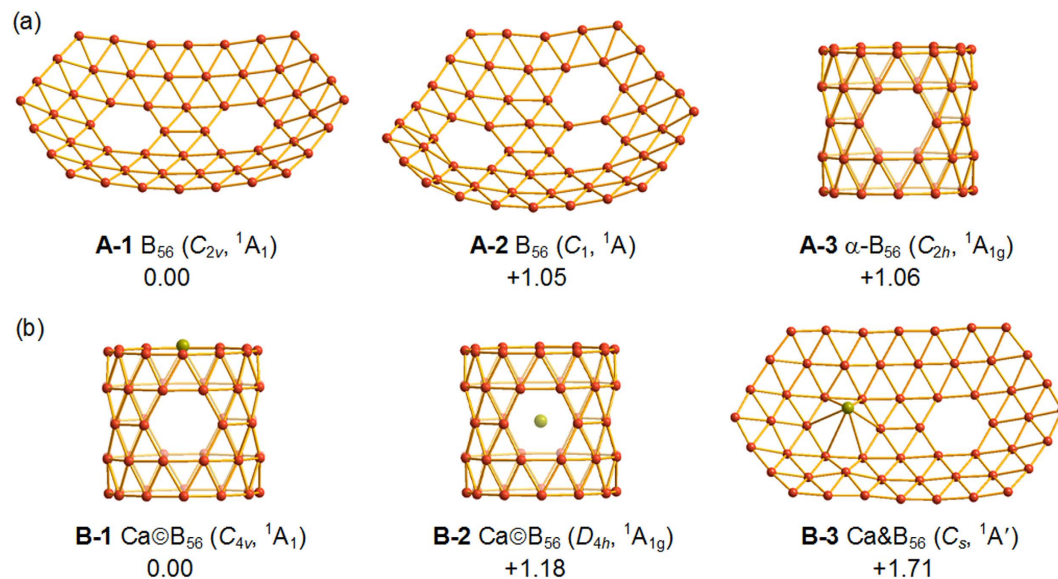 (a)
A-1 B₅₆ (C₂ᵥ, ¹A₁)
0.00
A-2 B₅₆ (C₁, ¹A)
+1.05
A-3 α-B₅₆ (C₂ₕ, ¹A₁g)
+1.06
(b)
B-1 Ca©B₅₆ (C₄ᵥ, ¹A₁)
0.00
B-2 Ca©B₅₆ (D₄ₕ, ¹A₁g)
+1.18
B-3 Ca&B₅₆ (Cₛ, ¹A′)
+1.71